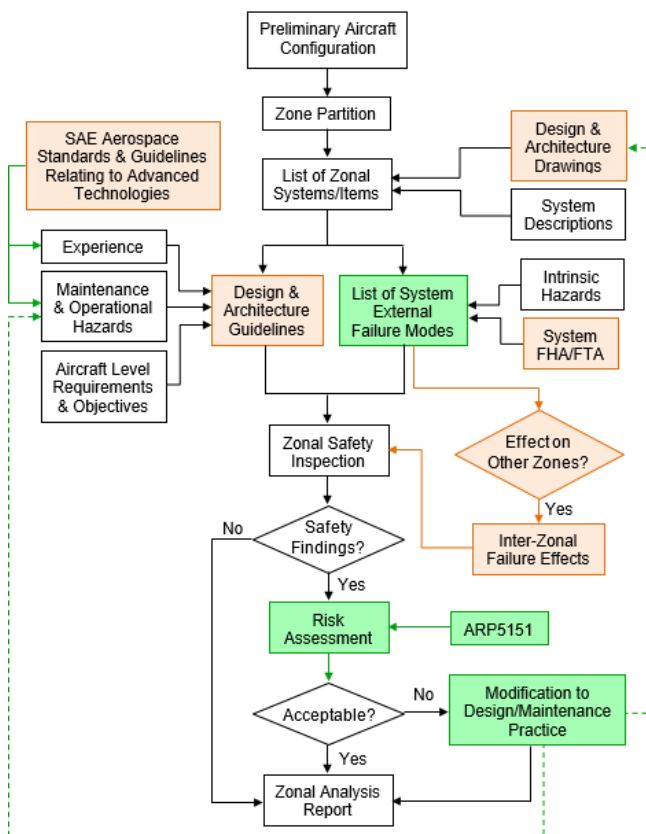 Preliminary Aircraft
Configuration
Zone Partition
SAE Aerospace
Standards & Guidelines
Relating to Advanced
Technologies
List of Zonal
Systems/Items
Design &
Architecture
Drawings
System
Descriptions
Experience
Maintenance
& Operational
Hazards
Aircraft Level
Requirements
& Objectives
Design &
Architecture
Guidelines
List of System
External
Failure Modes
Intrinsic
Hazards
System
FHA/FTA
Zonal Safety
Inspection
Effect on
Other Zones?
Yes
Inter-Zonal
Failure Effects
Safety
Findings?
No
Yes
Risk
Assessment
ARP5151
Acceptable?
No
Modification to
Design/Maintenance
Practice
Yes
Zonal Analysis
Report